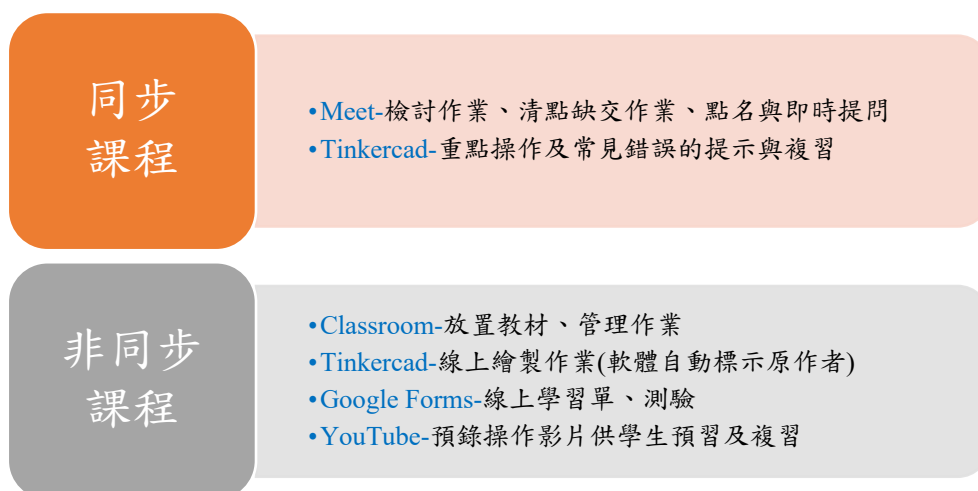 同步
課程
•Meet-檢討作業、清點缺交作業、點名與即時提問
•Tinkercad-重點操作及常見錯誤的提示與複習
非同步
課程
•Classroom-放置教材、管理作業
•Tinkercad-線上繪製作業(軟體自動標示原作者)
•Google Forms-線上學習單、測驗
•YouTube-預錄操作影片供學生預習及複習